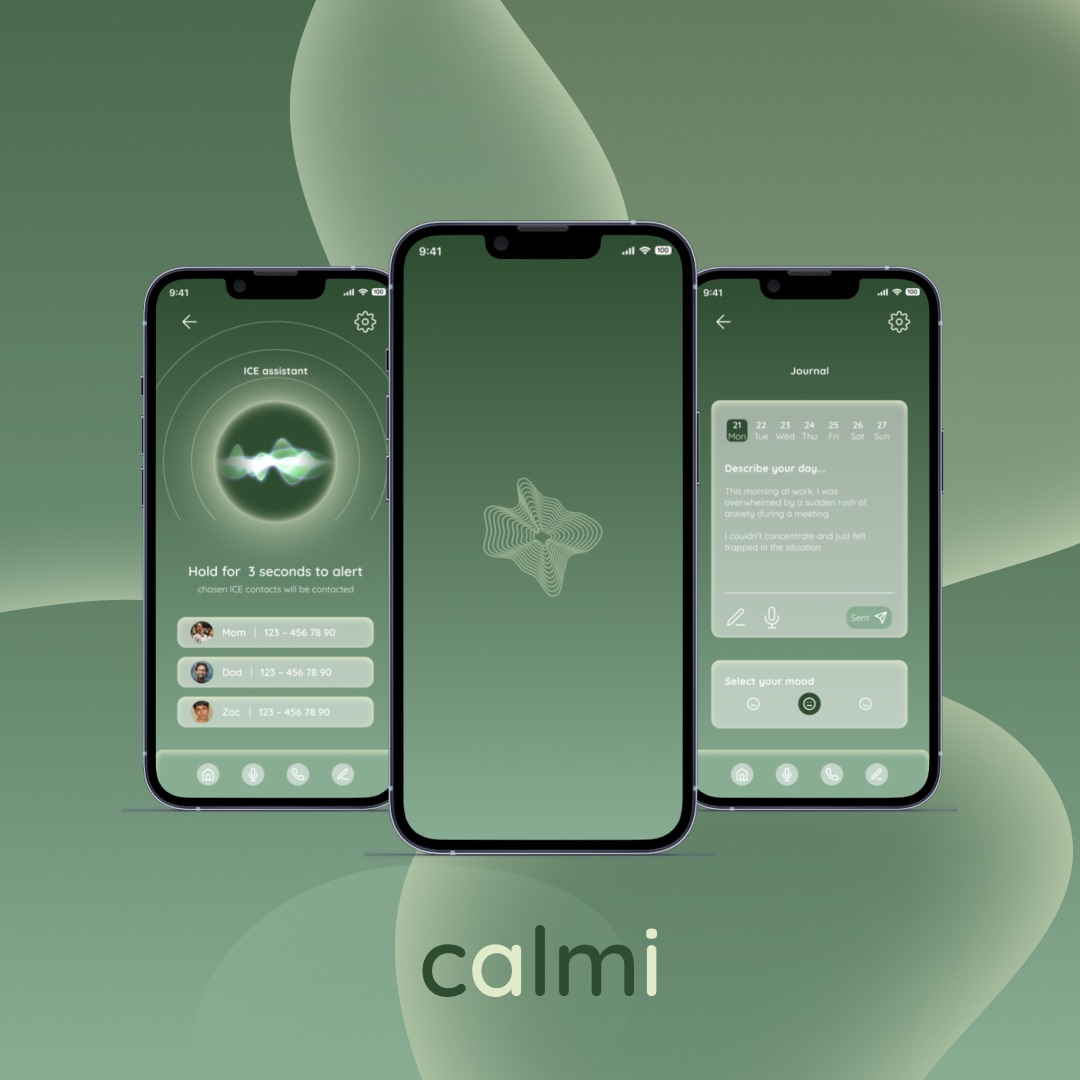 9:41
100
ICE assistant
Hold for 3 seconds to alert
chosen ICE contacts will be contacted
Mom | 123 – 456 78 90
Dad | 123 – 456 78 90
Zac | 123 – 456 78 90
9:41
100
9:41
100
Journal
21 22 23 24 25 26 27
Mon Tue Wed Thu Fri Sat Sun
Describe your day...
This morning at work, I was
overwhelmed by a sudden rush of
anxiety during a meeting.
I couldn't concentrate and just felt
trapped in the situation
Sent
Select your mood
calmi